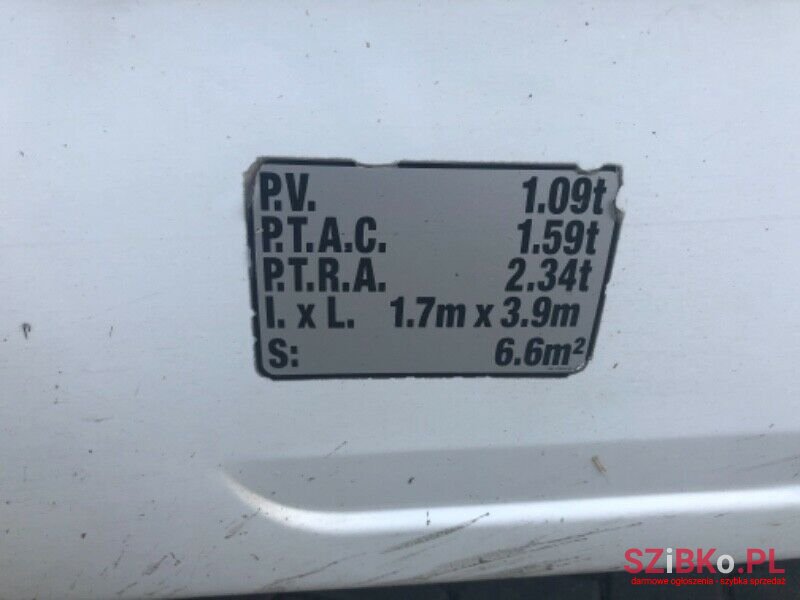 P.V. 1.09t
P.T.A.C. 1.59t
P.T.R.A. 2.34t
I. x L. 1.7m x 3.9m
S: 6.6m²
SZiBKo.PL
darmowe ogłoszenia - szybka sprzedaż